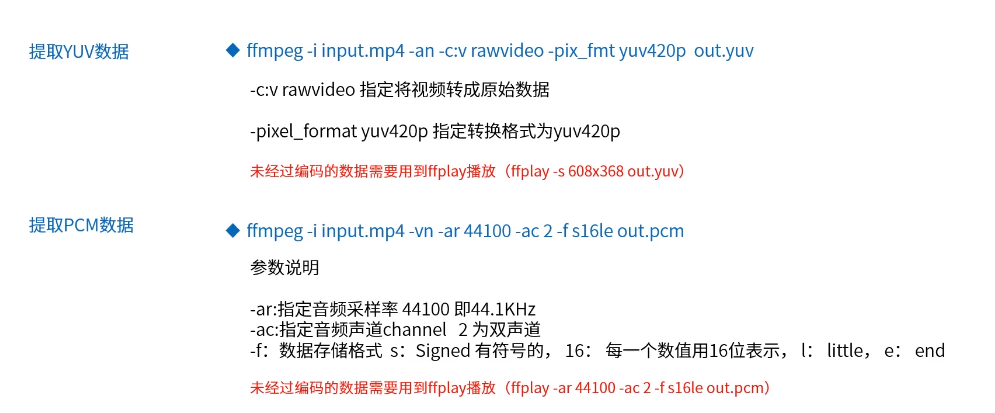 提取YUV数据
◆ ffmpeg -i input.mp4 -an -c:v rawvideo -pix_fmt yuv420p  out.yuv
-c:v rawvideo 指定将视频转成原始数据
-pixel_format yuv420p 指定转换格式为yuv420p
未经过编码的数据需要用到ffplay播放（ffplay -s 608x368 out.yuv）
提取PCM数据
◆ ffmpeg -i input.mp4 -vn -ar 44100 -ac 2 -f s16le out.pcm
参数说明
-ar:指定音频采样率 44100 即44.1KHz
-ac:指定音频声道channel   2 为双声道
-f： 数据存储格式  s：Signed 有符号的， 16： 每一个数值用16位表示， l： little， e： end
未经过编码的数据需要用到ffplay播放（ffplay -ar 44100 -ac 2 -f s16le out.pcm）